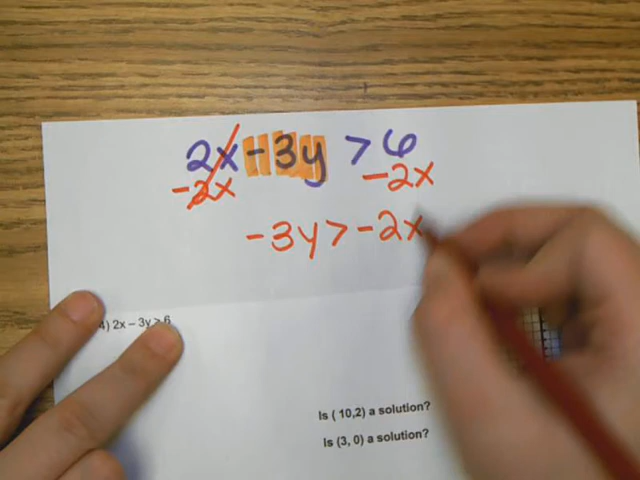 2x - 3y > 6
-2x -2x
-3y > -2x
4) 2x – 3y > 6
Is ( 10,2) a solution?
Is (3, 0) a solution?